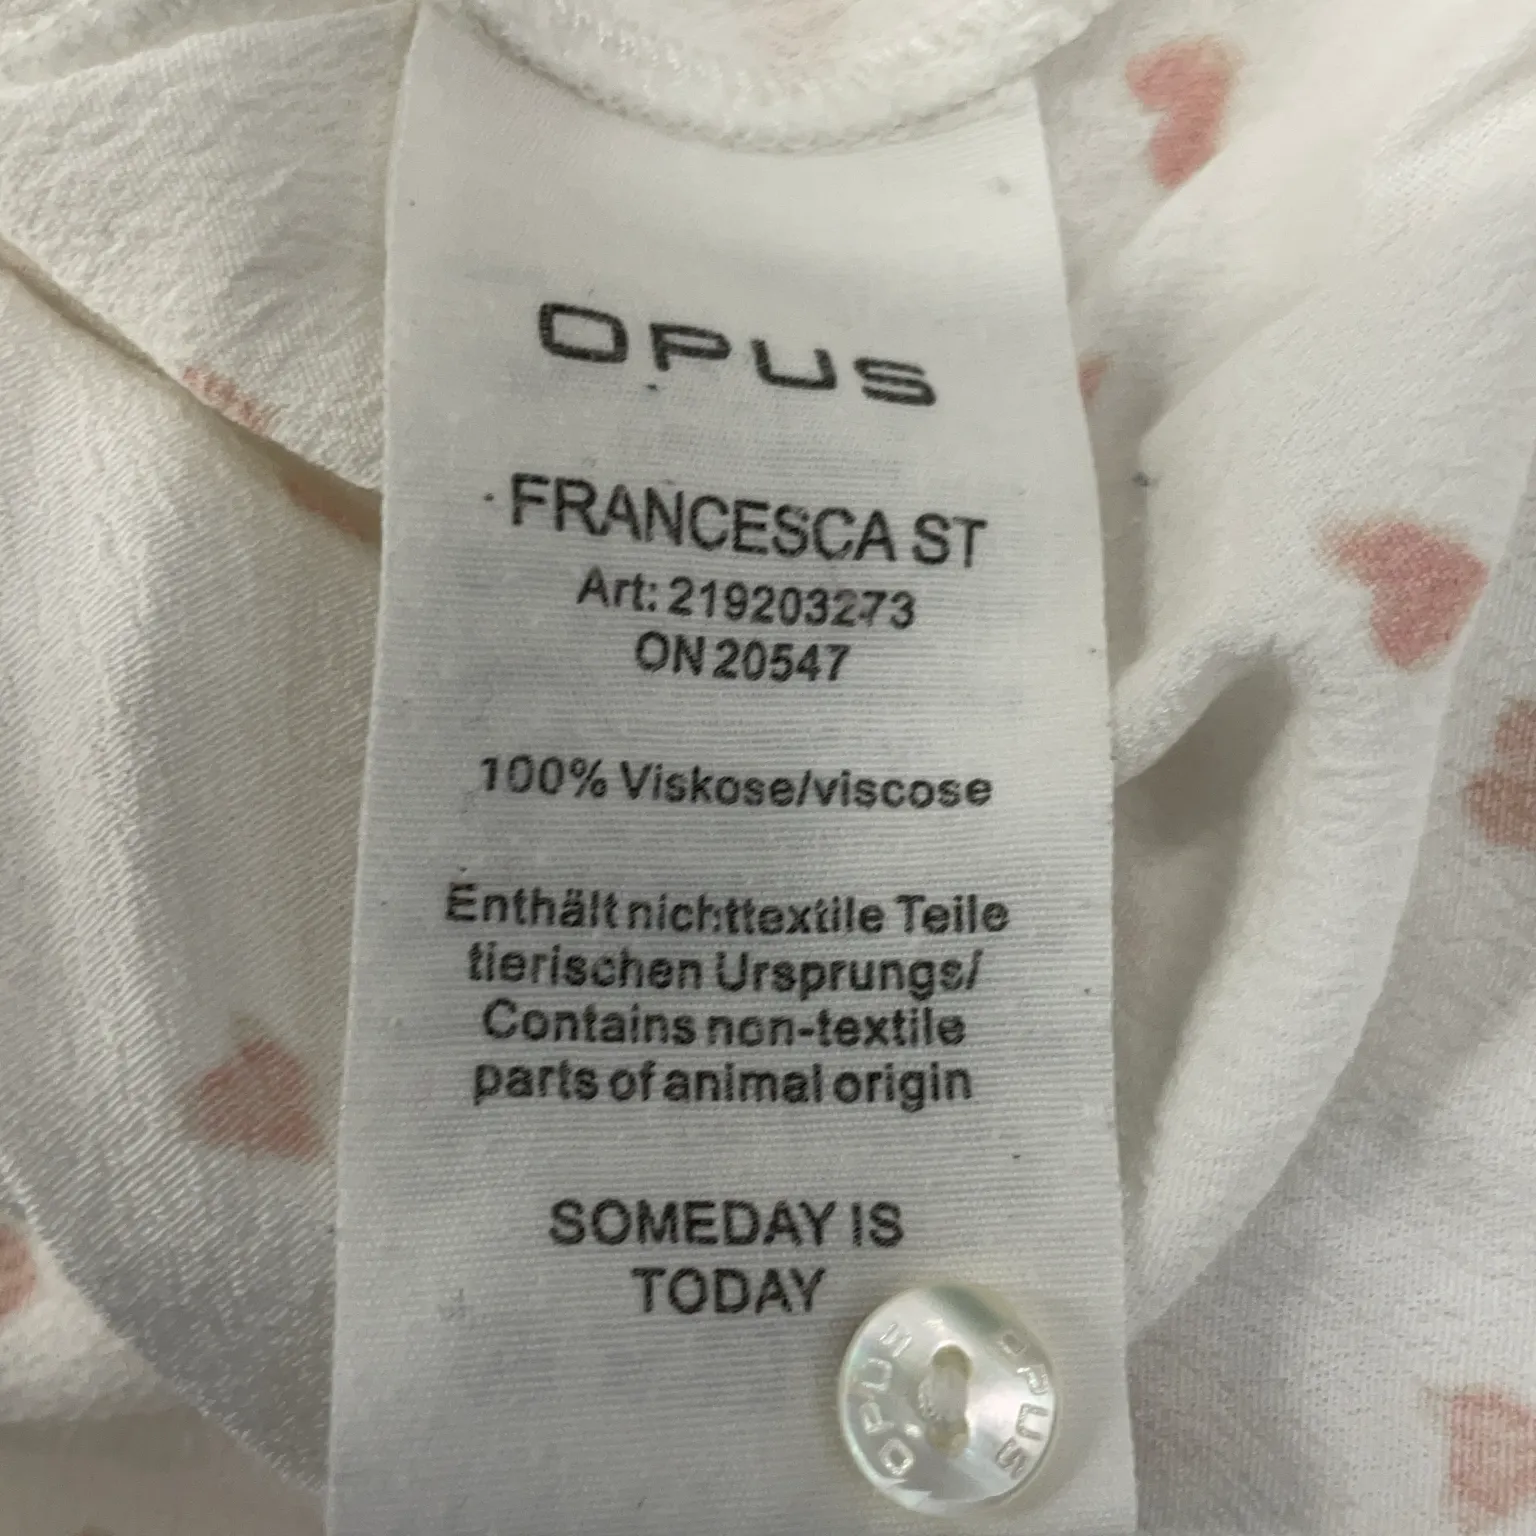 OPUS
FRANCESCA ST
Art: 219203273
ON 20547
100% Viskose/viscose
Enthält nichttextile Teile
tierischen Ursprungs/
Contains non-textile
parts of animal origin
SOMEDAY IS
TODAY
OPUS
OPUS